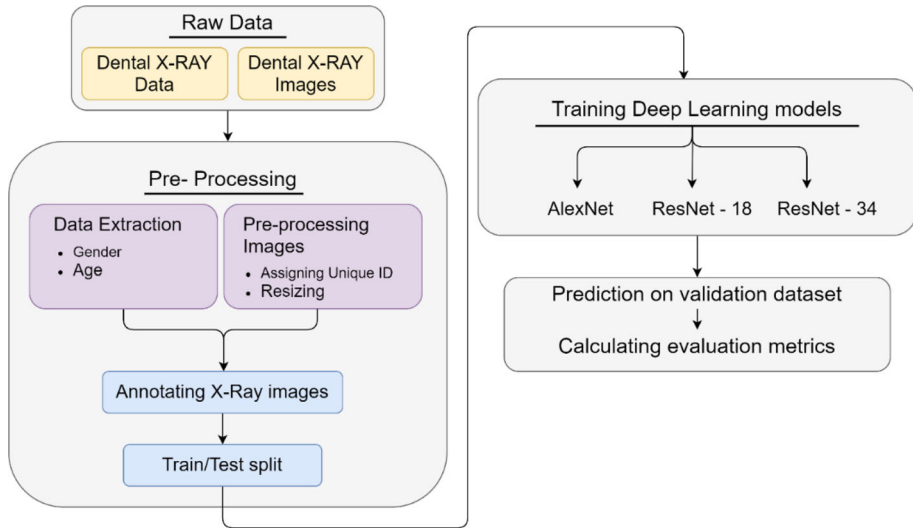 Raw Data
Dental X-RAY
Data
Dental X-RAY
Images
Pre- Processing
Data Extraction
• Gender
• Age
Pre-processing
Images
• Assigning Unique ID
• Resizing
Annotating X-Ray images
Train/Test split
Training Deep Learning models
AlexNet
ResNet - 18
ResNet - 34
Prediction on validation dataset
Calculating evaluation metrics